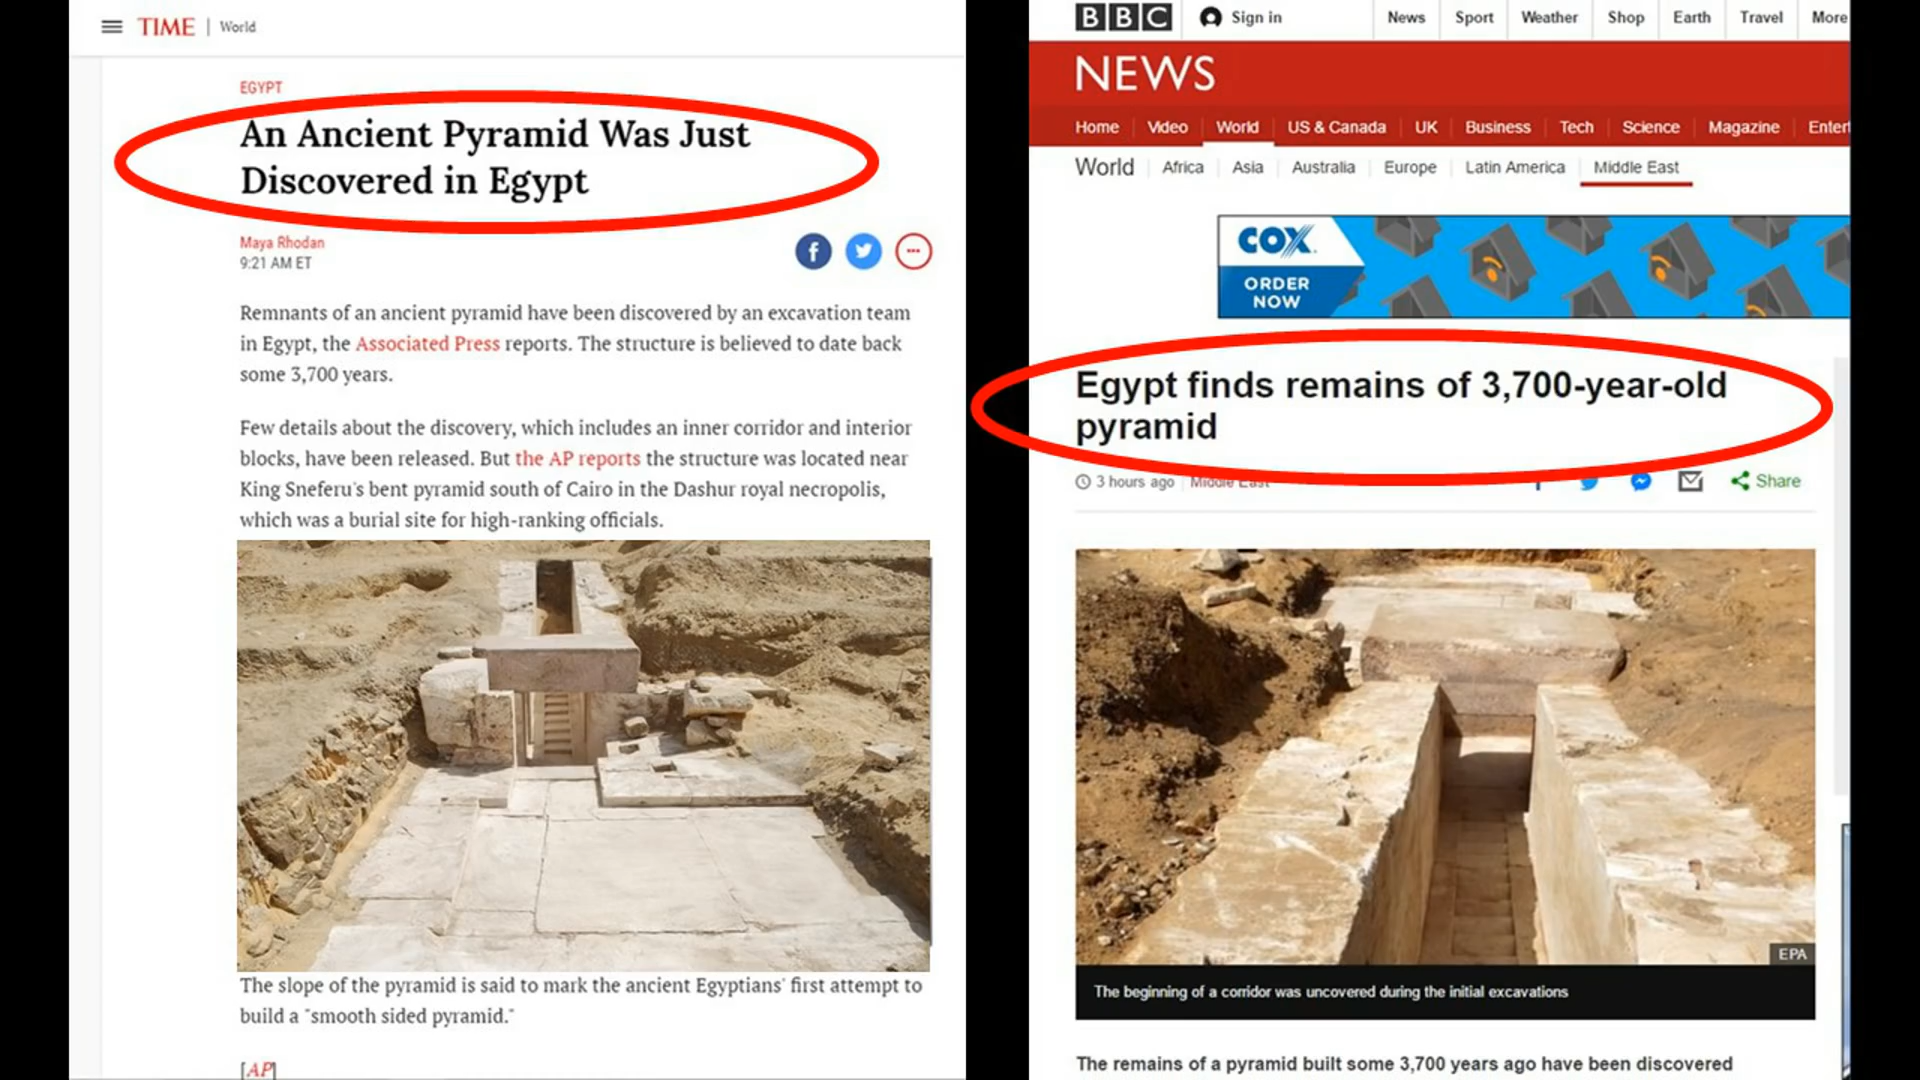 TIME | World
EGYPT
An Ancient Pyramid Was Just
Discovered in Egypt
Maya Rhodan
9:21 AM ET
Remnants of an ancient pyramid have been discovered by an excavation team
in Egypt, the Associated Press reports. The structure is believed to date back
some 3,700 years.
Few details about the discovery, which includes an inner corridor and interior
blocks, have been released. But the AP reports the structure was located near
King Sneferu's bent pyramid south of Cairo in the Dashur royal necropolis,
which was a burial site for high-ranking officials.
The slope of the pyramid is said to mark the ancient Egyptians' first attempt to
build a "smooth sided pyramid."
[AP]
BBC Sign in News Sport Weather Shop Earth Travel More
NEWS
Home Video World US & Canada UK Business Tech Science Magazine Entert
World Africa Asia Australia Europe Latin America Middle East
COX
ORDER
NOW
Egypt finds remains of 3,700-year-old
pyramid
3 hours ago Middle East Share
EPA
The beginning of a corridor was uncovered during the initial excavations
The remains of a pyramid built some 3,700 years ago have been discovered